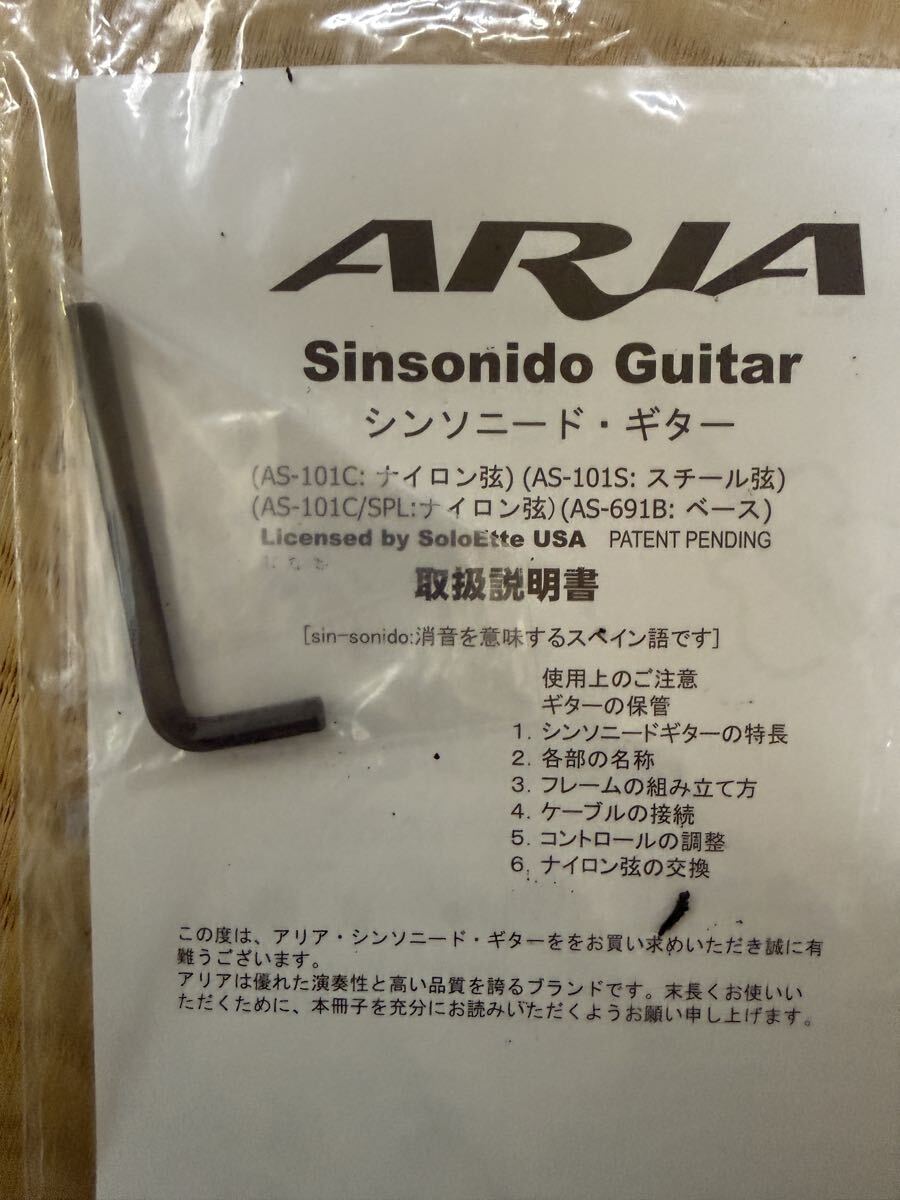 ARIA
Sinsonido Guitar
シンソニード・ギター
(AS-101C: ナイロン弦) (AS-101S: スチール弦)
(AS-101C/SPL:ナイロン弦)(AS-691B: ベース)
Licensed by SoloEtte USA PATENT PENDING
取扱説明書
[sin-sonido:消音を意味するスペイン語です]
使用上のご注意
ギターの保管
1. シンソニードギターの特長
2. 各部の名称
3. フレームの組み立て方
4. ケーブルの接続
5. コントロールの調整
6. ナイロン弦の交換
この度は、アリア・シンソニード・ギターををお買い求めいただき誠に有
難うございます。
アリアは優れた演奏性と高い品質を誇るブランドです。末長くお使いい
ただくために、本冊子を充分にお読みいただくようお願い申し上げます。